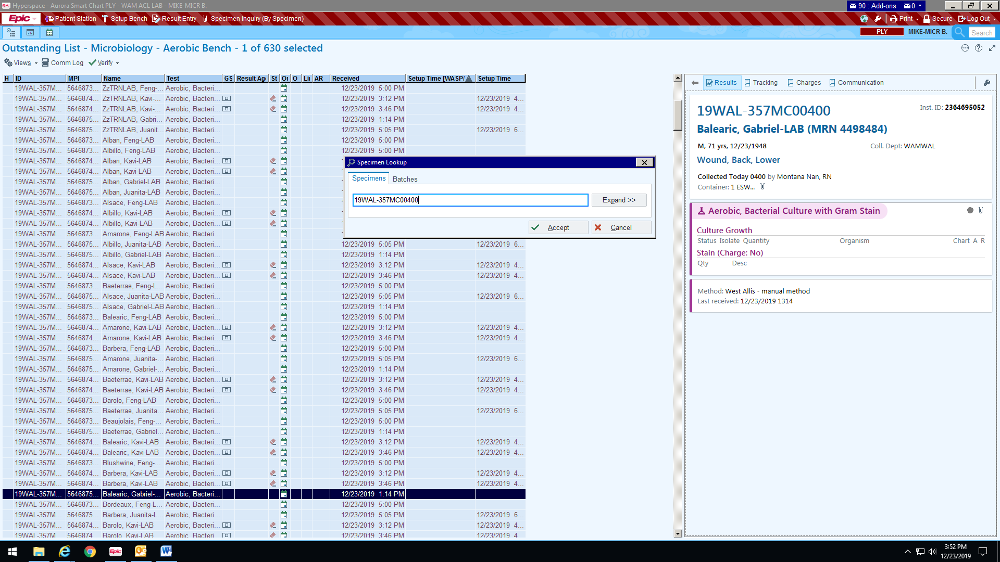 Epic Hyperspace - Aurora Smart Chart PLY - WAM ACL LAB - MIKE-MICR B.
90 : Add-ons 0
Epic Patient Station Setup Bench Result Entry Specimen Inquiry (By Specimen) Print Secure Log Out
PLY MIKE-MICR B. Search
Outstanding List - Microbiology - Aerobic Bench - 1 of 630 selected
Views Comm Log Verify
H ID MPI Name Test GS Result Age St Or O Lin AR Received Setup Time [WASP/ Setup Time
19WAL-357M... 5646873... ZzTRNLAB, Feng-... Aerobic, Bacteri... 12/23/2019 5:00 PM
19WAL-357M... 5646874... ZzTRNLAB, Kavi-... Aerobic, Bacteri... 12/23/2019 3:12 PM 12/23/2019 4...
19WAL-357M... 5646874... ZzTRNLAB, Kavi-... Aerobic, Bacteri... 12/23/2019 3:46 PM 12/23/2019 4...
19WAL-357M... 5646875... ZzTRNLAB, Gabri... Aerobic, Bacteri... 12/23/2019 1:14 PM
19WAL-357M... 5646875... ZzTRNLAB, Juanit... Aerobic, Bacteri... 12/23/2019 5:05 PM 12/23/2019 6...
19WAL-357M... 5646873... Alban, Feng-LAB Aerobic, Bacteri... 12/23/2019 5:00 PM
19WAL-357M... 5646873... Albillo, Feng-LAB Aerobic, Bacteri... 12/23/2019 5:00 PM
19WAL-357M... 5646874... Alban, Kavi-LAB Aerobic, Bacteri...
19WAL-357M... 5646874... Alban, Kavi-LAB Aerobic, Bacteri...
19WAL-357M... 5646875... Alban, Gabriel-LAB Aerobic, Bacteri...
19WAL-357M... 5646875... Alban, Juanita-LAB Aerobic, Bacteri...
19WAL-357M... 5646873... Alsace, Feng-LAB Aerobic, Bacteri...
19WAL-357M... 5646874... Albillo, Kavi-LAB Aerobic, Bacteri...
19WAL-357M... 5646874... Albillo, Kavi-LAB Aerobic, Bacteri...
19WAL-357M... 5646873... Amarone, Feng-LAB Aerobic, Bacteri...
19WAL-357M... 5646875... Albillo, Juanita-LAB Aerobic, Bacteri... 12/23/2019 5:05 PM 12/23/2019 6...
19WAL-357M... 5646875... Albillo, Gabriel-LAB Aerobic, Bacteri... 12/23/2019 1:14 PM
19WAL-357M... 5646874... Alsace, Kavi-LAB Aerobic, Bacteri... 12/23/2019 3:12 PM 12/23/2019 4...
19WAL-357M... 5646874... Alsace, Kavi-LAB Aerobic, Bacteri... 12/23/2019 3:46 PM 12/23/2019 4...
19WAL-357M... 5646873... Baeterrae, Feng-L... Aerobic, Bacteri... 12/23/2019 5:00 PM
19WAL-357M... 5646875... Alsace, Juanita-LAB Aerobic, Bacteri... 12/23/2019 5:05 PM 12/23/2019 6...
19WAL-357M... 5646875... Alsace, Gabriel-LAB Aerobic, Bacteri... 12/23/2019 1:14 PM
19WAL-357M... 5646873... Balearic, Feng-LAB Aerobic, Bacteri... 12/23/2019 5:00 PM
19WAL-357M... 5646874... Amarone, Kavi-LAB Aerobic, Bacteri... 12/23/2019 3:12 PM 12/23/2019 4...
19WAL-357M... 5646874... Amarone, Kavi-LAB Aerobic, Bacteri... 12/23/2019 3:46 PM 12/23/2019 4...
19WAL-357M... 5646873... Barbera, Feng-LAB Aerobic, Bacteri... 12/23/2019 5:00 PM
19WAL-357M... 5646875... Amarone, Juanita-... Aerobic, Bacteri... 12/23/2019 5:05 PM 12/23/2019 6...
19WAL-357M... 5646875... Amarone, Gabriel-... Aerobic, Bacteri... 12/23/2019 1:14 PM
19WAL-357M... 5646874... Baeterrae, Kavi-LAB Aerobic, Bacteri... 12/23/2019 3:12 PM 12/23/2019 4...
19WAL-357M... 5646874... Baeterrae, Kavi-LAB Aerobic, Bacteri... 12/23/2019 3:46 PM 12/23/2019 4...
19WAL-357M... 5646873... Barolo, Feng-LAB Aerobic, Bacteri... 12/23/2019 5:00 PM
19WAL-357M... 5646875... Baeterrae, Juanita... Aerobic, Bacteri... 12/23/2019 5:05 PM 12/23/2019 6...
19WAL-357M... 5646873... Beaujolais, Feng-... Aerobic, Bacteri... 12/23/2019 5:00 PM
19WAL-357M... 5646875... Baeterrae, Gabriel... Aerobic, Bacteri... 12/23/2019 1:14 PM
19WAL-357M... 5646874... Balearic, Kavi-LAB Aerobic, Bacteri... 12/23/2019 3:12 PM 12/23/2019 4...
19WAL-357M... 5646874... Balearic, Kavi-LAB Aerobic, Bacteri... 12/23/2019 3:46 PM 12/23/2019 4...
19WAL-357M... 5646873... Blushwine, Feng-... Aerobic, Bacteri... 12/23/2019 5:00 PM
19WAL-357M... 5646874... Barbera, Kavi-LAB Aerobic, Bacteri... 12/23/2019 3:12 PM 12/23/2019 4...
19WAL-357M... 5646874... Barbera, Kavi-LAB Aerobic, Bacteri... 12/23/2019 3:46 PM 12/23/2019 4...
19WAL-357M... 5646875... Balearic, Gabriel-... Aerobic, Bacteri... 12/23/2019 1:14 PM
19WAL-357M... 5646873... Bordeaux, Feng-L... Aerobic, Bacteri... 12/23/2019 5:00 PM
19WAL-357M... 5646875... Barbera, Juanita-L... Aerobic, Bacteri... 12/23/2019 5:05 PM 12/23/2019 6...
19WAL-357M... 5646874... Barolo, Kavi-LAB Aerobic, Bacteri... 12/23/2019 3:12 PM 12/23/2019 4...
19WAL-357M 5646874 Barolo, Kavi-LAB Aerobic, Bacteri 12/23/2019 3:46 PM 12/23/2019 4
Specimen Lookup
Specimens Batches
19WAL-357MC00400 Expand >>
Accept Cancel
Results Tracking Charges Communication
19WAL-357MC00400 Inst. ID: 2364695052
Balearic, Gabriel-LAB (MRN 4498484)
M, 71 yrs, 12/23/1948 Coll. Dept: WAMWAL
Wound, Back, Lower
Collected Today 0400 by Montana Nan, RN
Container: 1 ESW...
Aerobic, Bacterial Culture with Gram Stain
Culture Growth
Status Isolate Quantity Organism Chart A R
Stain (Charge: No)
Qty Desc
Method: West Allis - manual method
Last received: 12/23/2019 1314
Epic
3:52 PM
12/23/2019